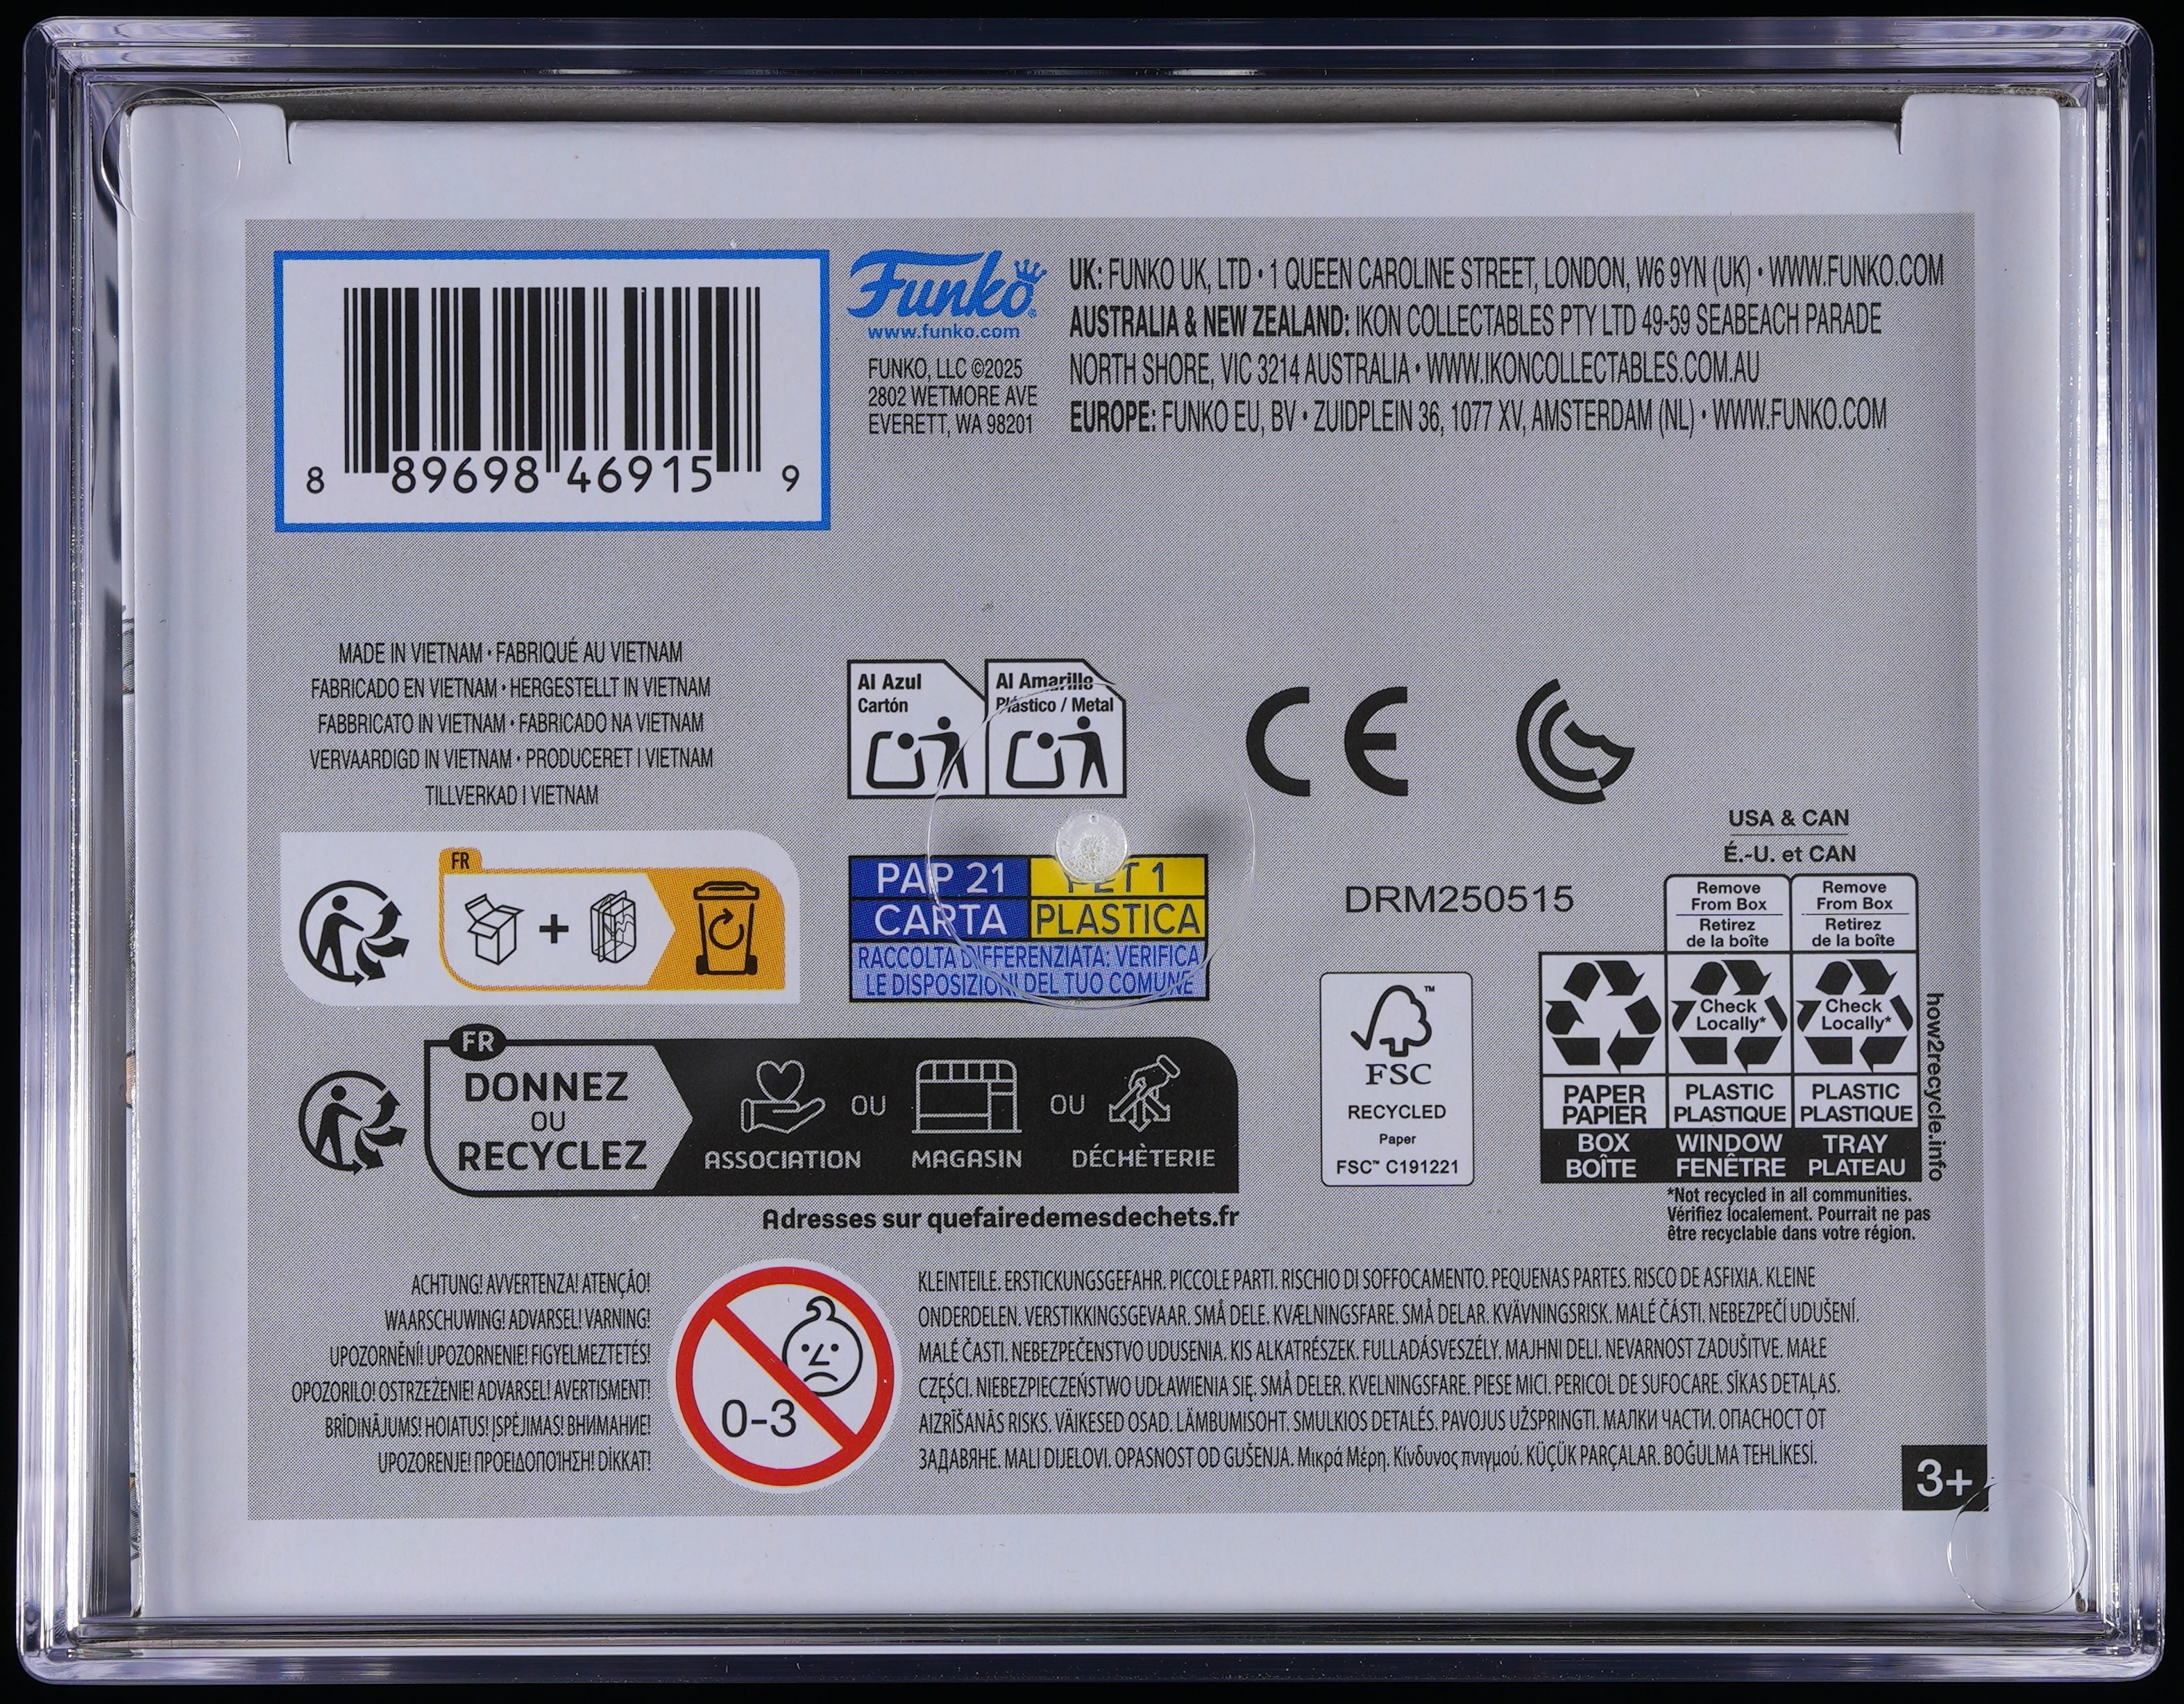 8 89698 46915 9
Funko
www.funko.com
FUNKO, LLC ©2025
2802 WETMORE AVE
EVERETT, WA 98201
UK: FUNKO UK, LTD • 1 QUEEN CAROLINE STREET, LONDON, W6 9YN (UK) • WWW.FUNKO.COM
AUSTRALIA & NEW ZEALAND: IKON COLLECTABLES PTY LTD 49-59 SEABEACH PARADE
NORTH SHORE, VIC 3214 AUSTRALIA • WWW.IKONCOLLECTABLES.COM.AU
EUROPE: FUNKO EU, BV • ZUIDPLEIN 36, 1077 XV, AMSTERDAM (NL) • WWW.FUNKO.COM
MADE IN VIETNAM • FABRIQUÉ AU VIETNAM
FABRICADO EN VIETNAM • HERGESTELLT IN VIETNAM
FABBRICATO IN VIETNAM • FABRICADO NA VIETNAM
VERVAARDIGD IN VIETNAM • PRODUCERET I VIETNAM
TILLVERKAD I VIETNAM
Al Azul
Cartón
Al Amarillo
Plástico / Metal
CE
FR
+
PAP 21
PET 1
CARTA
PLASTICA
RACCOLTA DIFFERENZIATA: VERIFICA
LE DISPOSIZIONI DEL TUO COMUNE
DRM250515
FSC™
RECYCLED
Paper
FSC™ C191221
USA & CAN
É.-U. et CAN
Remove
From Box
Retirez
de la boîte
Remove
From Box
Retirez
de la boîte
Check
Locally*
Check
Locally*
PAPER
PAPIER
PLASTIC
PLASTIQUE
PLASTIC
PLASTIQUE
BOX
BOÎTE
WINDOW
FENÊTRE
TRAY
PLATEAU
how2recycle.info
*Not recycled in all communities.
Vérifiez localement. Pourrait ne pas
être recyclable dans votre région.
FR
DONNEZ
OU
RECYCLEZ
ASSOCIATION
OU
MAGASIN
OU
DÉCHÈTERIE
Adresses sur quefairedemesdechets.fr
ACHTUNG! AVVERTENZA! ATENÇÃO!
WAARSCHUWING! ADVARSEL! VARNING!
UPOZORNĚNÍ! UPOZORNENIE! FIGYELMEZTETÉS!
OPOZORILO! OSTRZEŻENIE! ADVARSEL! AVERTISMENT!
BRĪDINĀJUMS! HOIATUS! ĮSPĖJIMAS! ВНИМАНИЕ!
UPOZORENJE! ΠΡΟΕΙΔΟΠΟΊΗΣΗ! DİKKAT!
0-3
KLEINTEILE. ERSTICKUNGSGEFAHR. PICCOLE PARTI. RISCHIO DI SOFFOCAMENTO. PEQUENAS PARTES. RISCO DE ASFIXIA. KLEINE
ONDERDELEN. VERSTIKKINGSGEVAAR. SMÅ DELE. KVÆLNINGSFARE. SMÅ DELAR. KVÄVNINGSRISK. MALÉ ČÁSTI. NEBEZPEČÍ UDUŠENÍ.
MALÉ ČASTI. NEBEZPEČENSTVO UDUSENIA. KIS ALKATRÉSZEK. FULLADÁSVESZÉLY. MAJHNI DELI. NEVARNOST ZADUŠITVE. MAŁE
CZĘŚCI. NIEBEZPIECZEŃSTWO UDŁAWIENIA SIĘ. SMÅ DELER. KVELNINGSFARE. PIESE MICI. PERICOL DE SUFOCARE. SĪKAS DETAĻAS.
AIZRĪŠANĀS RISKS. VÄIKESED OSAD. LÄMBUMISOHT. SMULKIOS DETALĖS. PAVOJUS UŽSPRINGTI. МАЛКИ ЧАСТИ. ОПАСНОСТ ОТ
ЗАДАВЯНЕ. MALI DIJELOVI. OPASNOST OD GUŠENJA. Μικρά Μέρη. Κίνδυνος πνιγμού. KÜÇÜK PARÇALAR. BOĞULMA TEHLİKESİ.
3+